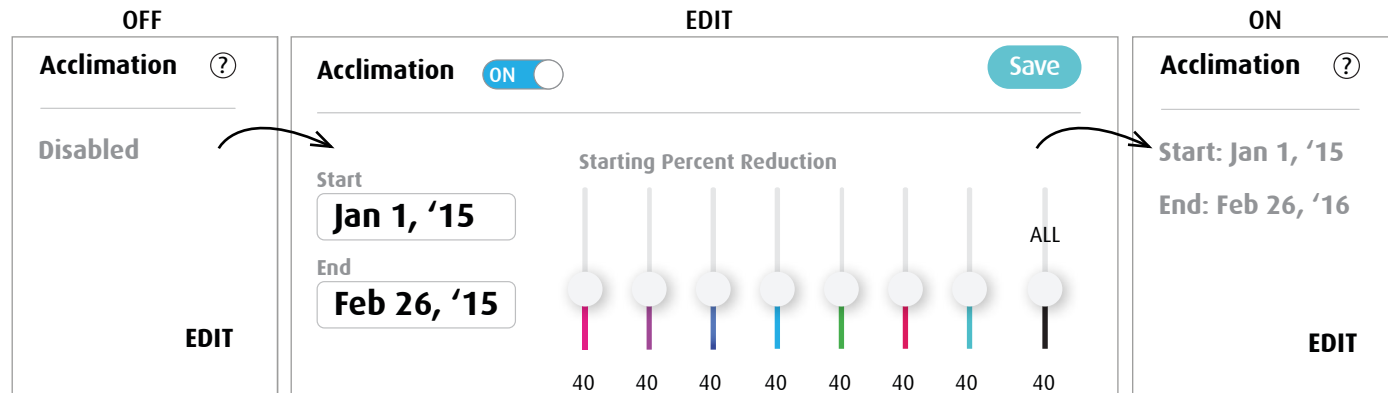 OFF
Acclimation ?
Disabled
EDIT
EDIT
Acclimation ON
Save
Start
Jan 1, ‘15
End
Feb 26, ‘15
Starting Percent Reduction
ALL
40 40 40 40 40 40 40 40
ON
Acclimation ?
Start: Jan 1, ‘15
End: Feb 26, ‘16
EDIT